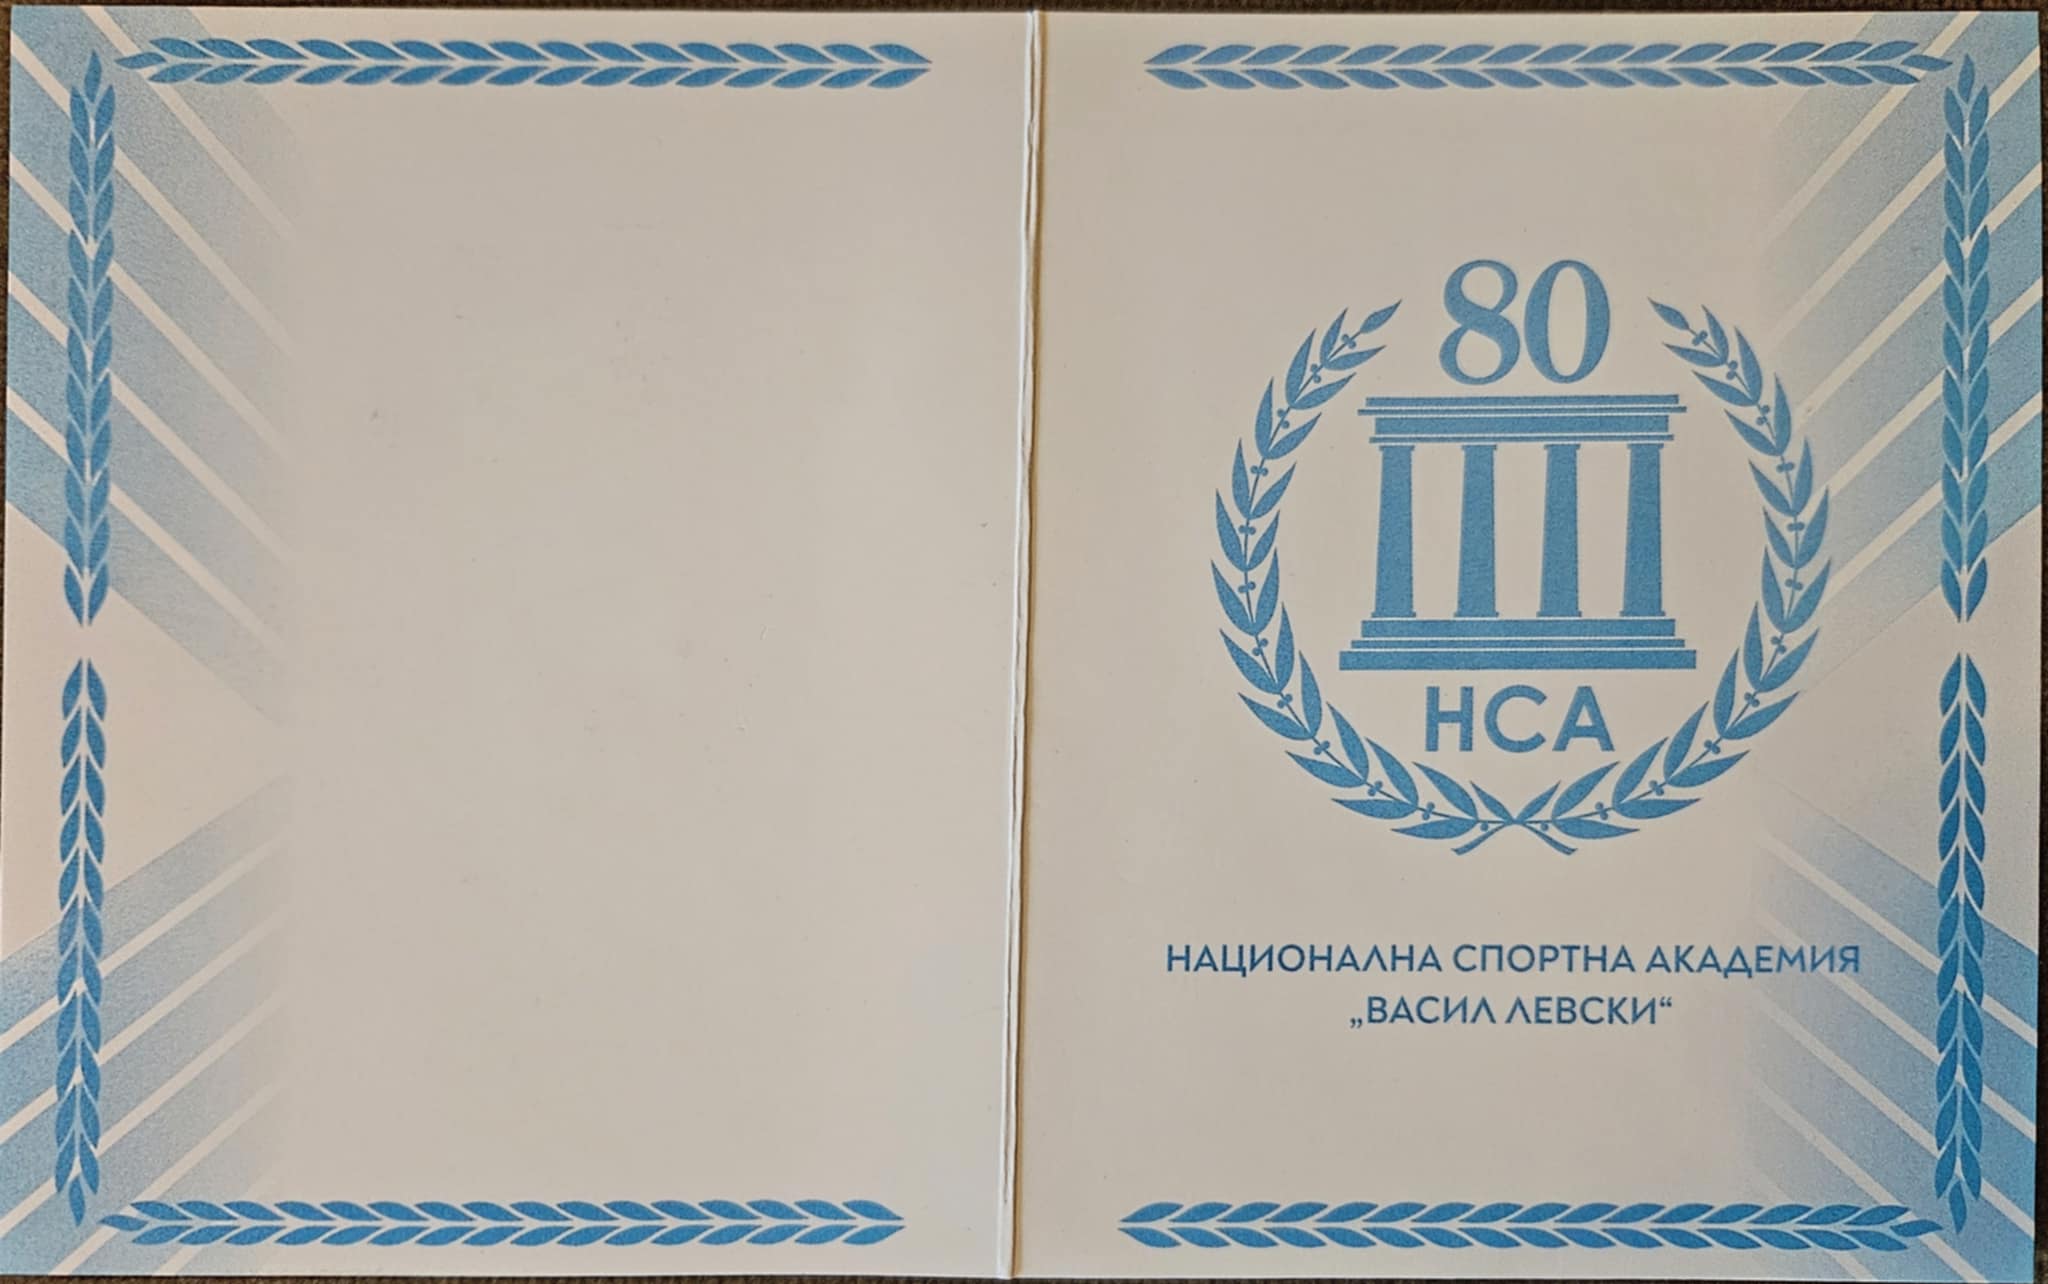 80
НСА
НАЦИОНАЛНА СПОРТНА АКАДЕМИЯ
„ВАСИЛ ЛЕВСКИ“